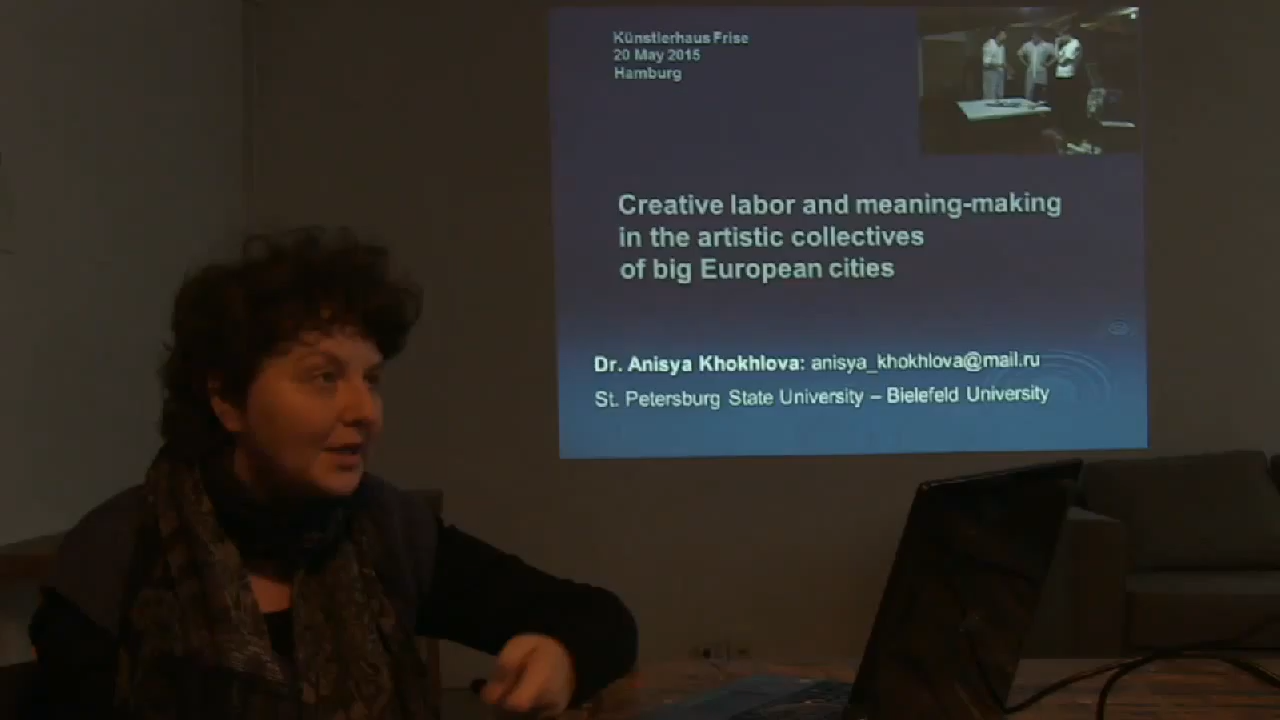 Künstlerhaus Frise
20 May 2015
Hamburg
Creative labor and meaning-making
in the artistic collectives
of big European cities
Dr. Anisya Khokhlova: anisya_khokhlova@mail.ru
St. Petersburg State University – Bielefeld University